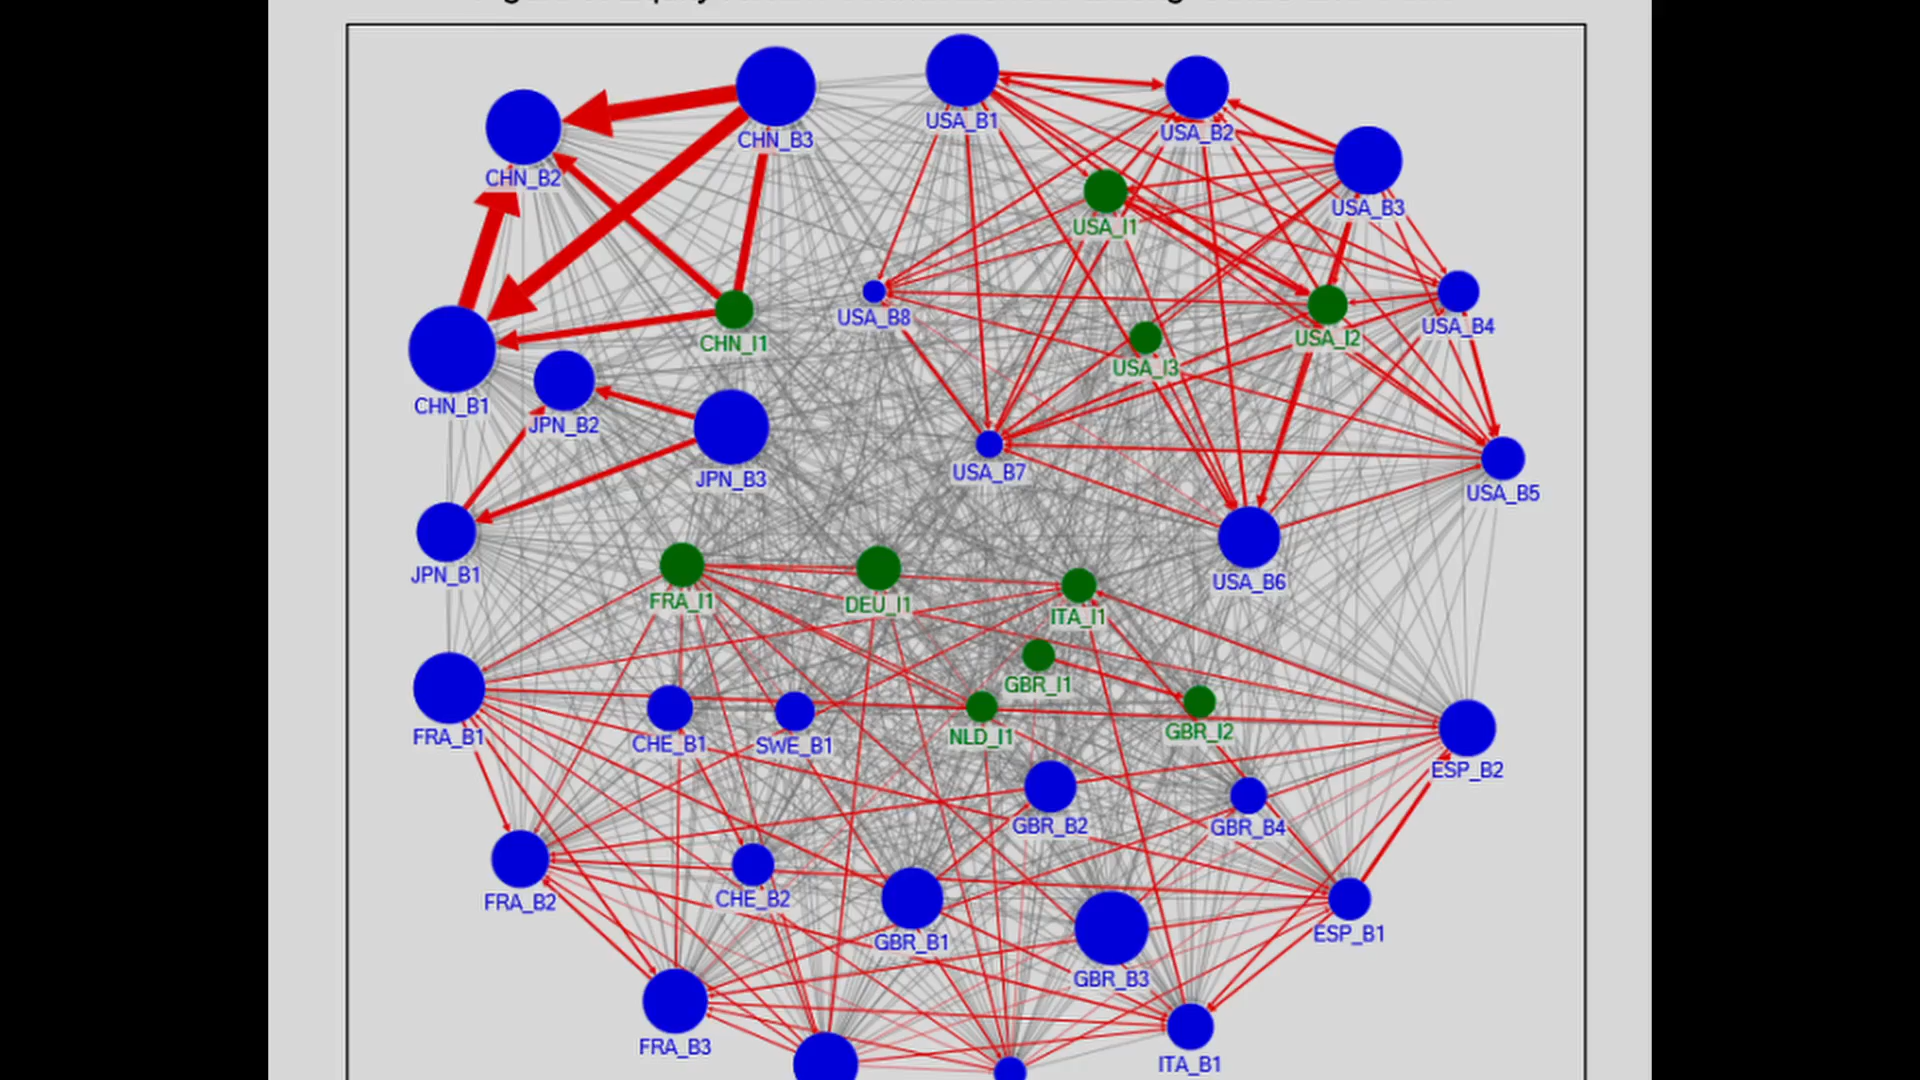 USA_B1
USA_B2
CHN_B3
CHN_B2
USA_B3
USA_I1
USA_B8
USA_B4
USA_I2
CHN_I1
USA_I3
CHN_B1
JPN_B2
USA_B7
JPN_B3
USA_B5
JPN_B1
USA_B6
FRA_I1
DEU_I1
ITA_I1
GBR_I1
FRA_B1
CHE_B1
SWE_B1
NLD_I1
GBR_I2
ESP_B2
GBR_B2
GBR_B4
FRA_B2
CHE_B2
GBR_B1
ESP_B1
GBR_B3
FRA_B3
ITA_B1